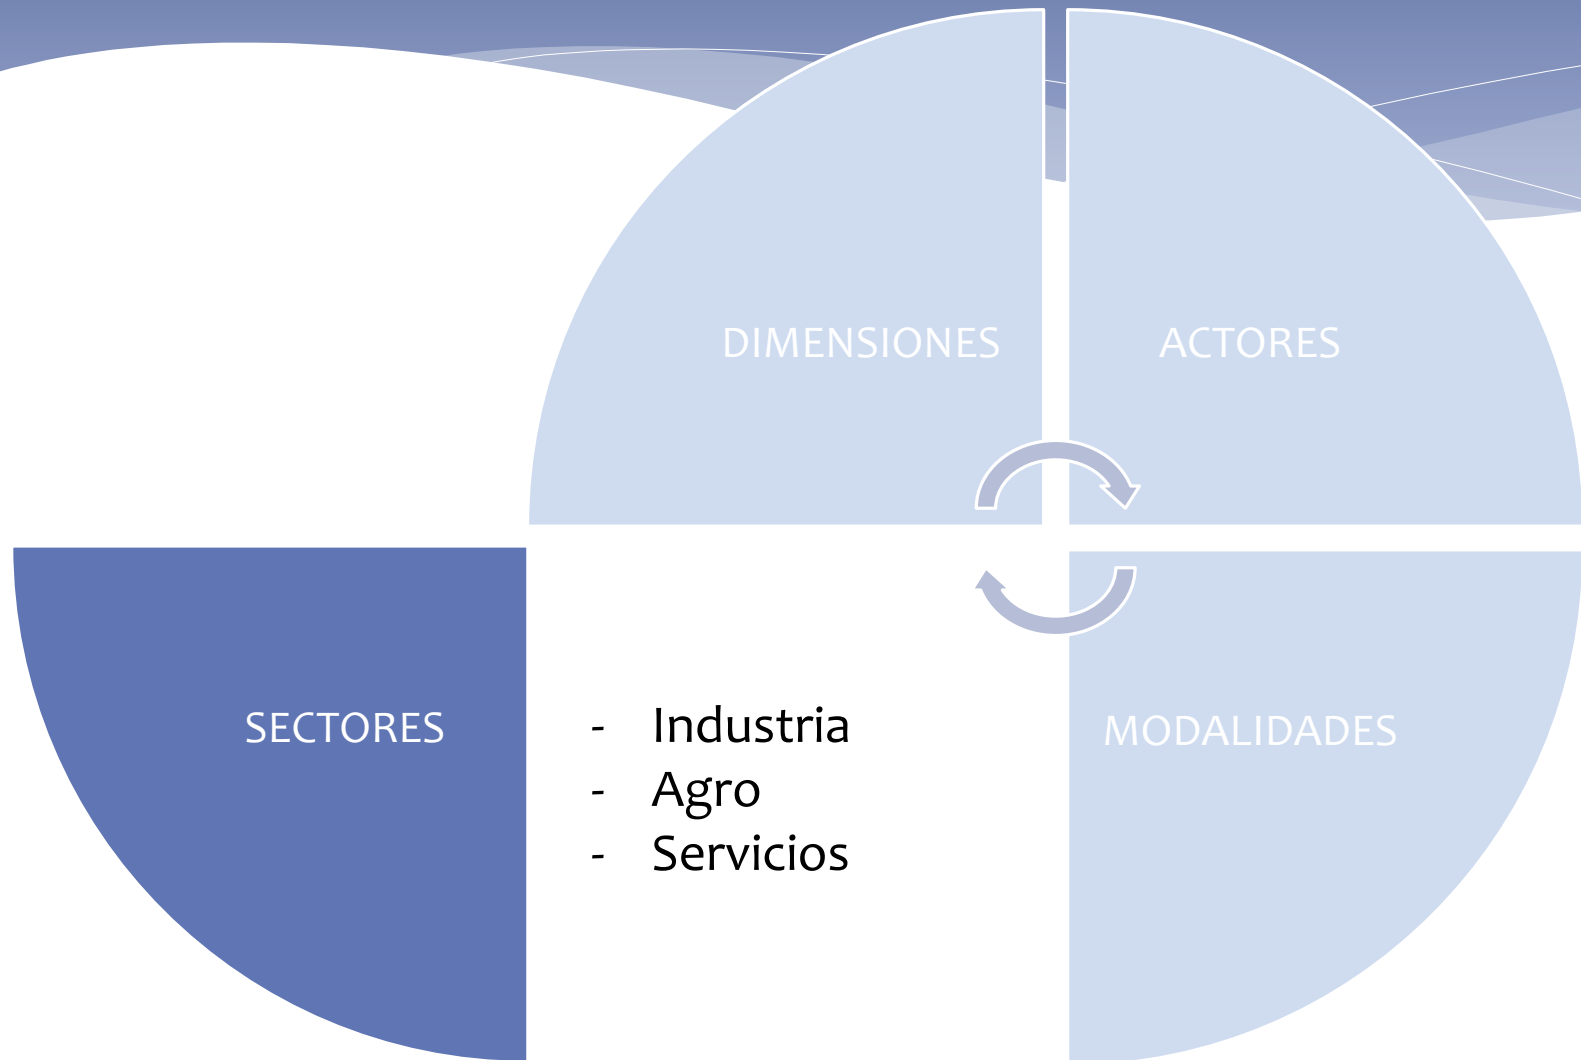 DIMENSIONES
ACTORES
SECTORES
- Industria
- Agro
- Servicios
MODALIDADES